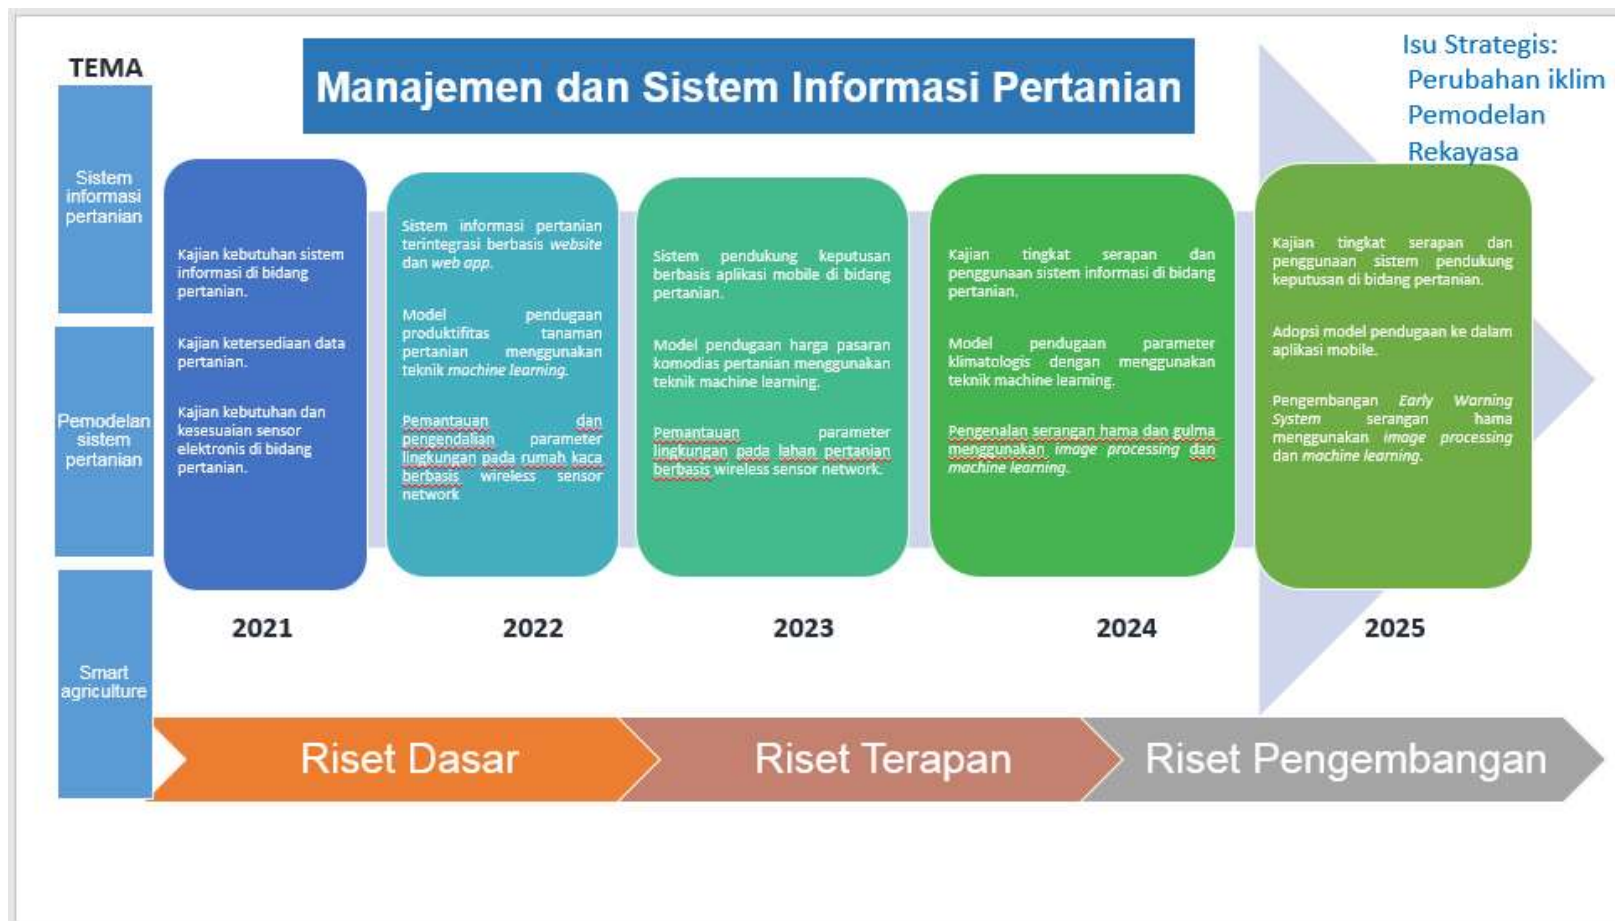 TEMA
Manajemen dan Sistem Informasi Pertanian
Isu Strategis:
Perubahan iklim
Pemodelan
Rekayasa
Sistem
informasi
pertanian
Pemodelan
sistem
pertanian
Smart
agriculture
Kajian kebutuhan sistem
informasi di bidang
pertanian.
Kajian ketersediaan data
pertanian.
Kajian kebutuhan dan
kesesuaian sensor
elektronis di bidang
pertanian.
Sistem informasi pertanian
terintegrasi berbasis website
dan web app.
Model pendugaan
produktifitas tanaman
pertanian menggunakan
teknik machine learning.
Pemantauan dan
pengendalian parameter
lingkungan pada rumah kaca
berbasis wireless sensor
network
Sistem pendukung keputusan
berbasis aplikasi mobile di bidang
pertanian.
Model pendugaan harga pasaran
komodias pertanian menggunakan
teknik machine learning.
Pemantauan parameter
lingkungan pada lahan pertanian
berbasis wireless sensor network.
Kajian tingkat serapan dan
penggunaan sistem informasi di bidang
pertanian.
Model pendugaan parameter
klimatologis dengan menggunakan
teknik machine learning.
Pengenalan serangan hama dan gulma
menggunakan image processing dan
machine learning.
Kajian tingkat serapan dan
penggunaan sistem pendukung
keputusan di bidang pertanian.
Adopsi model pendugaan ke dalam
aplikasi mobile.
Pengembangan Early Warning
System serangan hama
menggunakan image processing
dan machine learning.
2021
2022
2023
2024
2025
Riset Dasar
Riset Terapan
Riset Pengembangan